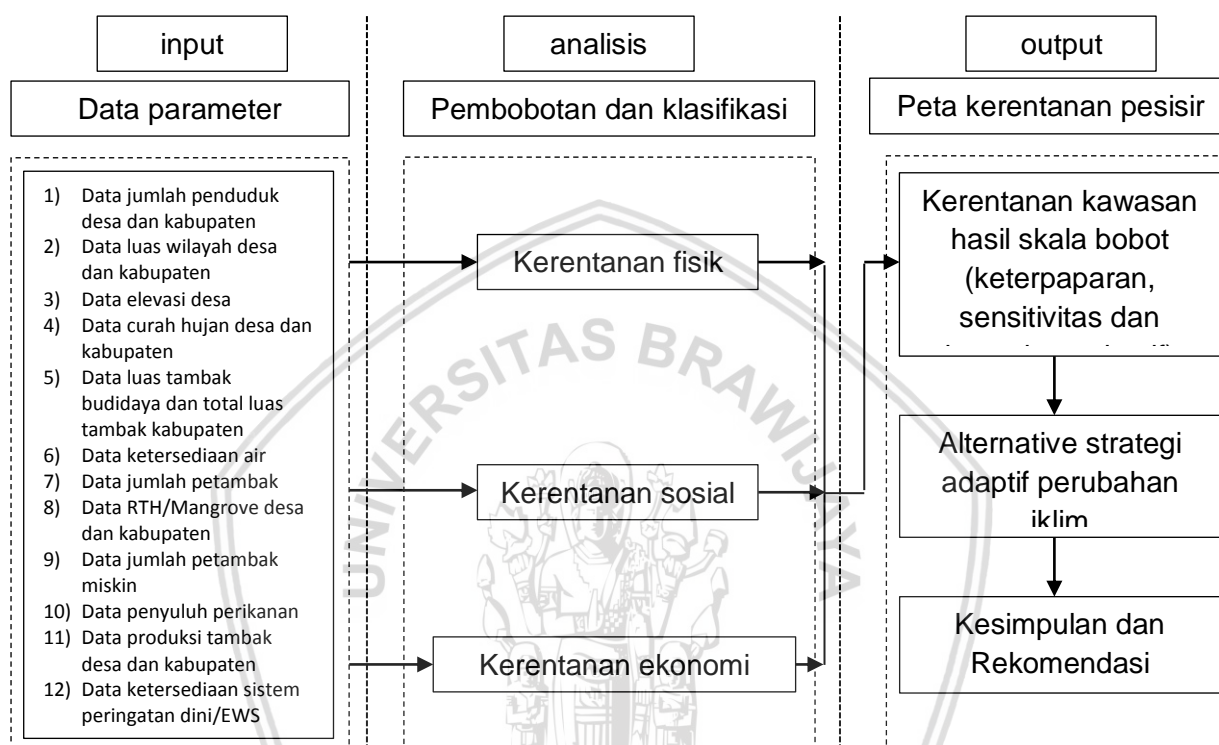 input
analisis
output
Data parameter
Pembobotan dan klasifikasi
Peta kerentanan pesisir
1) Data jumlah penduduk
desa dan kabupaten
2) Data luas wilayah desa
dan kabupaten
3) Data elevasi desa
4) Data curah hujan desa dan
kabupaten
5) Data luas tambak
budidaya dan total luas
tambak kabupaten
6) Data ketersediaan air
7) Data jumlah petambak
8) Data RTH/Mangrove desa
dan kabupaten
9) Data jumlah petambak
miskin
10) Data penyuluh perikanan
11) Data produksi tambak
desa dan kabupaten
12) Data ketersediaan sistem
peringatan dini/EWS
Kerentanan fisik
Kerentanan sosial
Kerentanan ekonomi
Kerentanan kawasan
hasil skala bobot
(keterpaparan,
sensitivitas dan
Alternative strategi
adaptif perubahan
iklim
Kesimpulan dan
Rekomendasi
UNIVERSITAS BRAWIJAYA